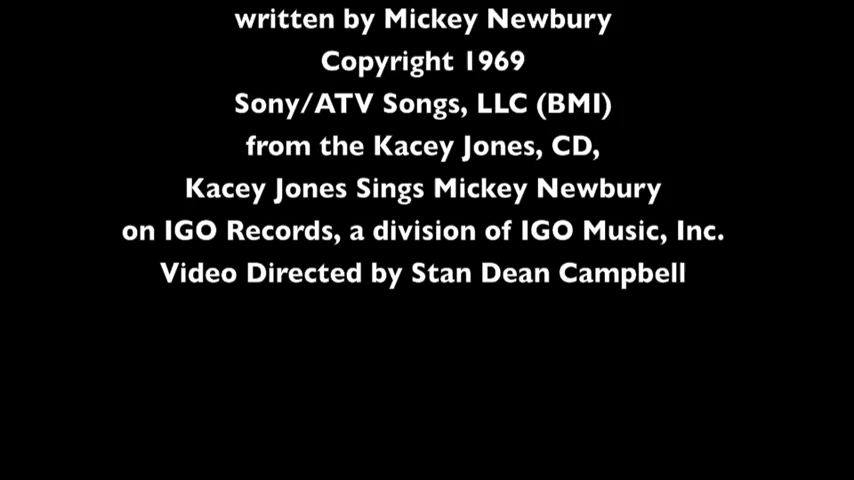 written by Mickey Newbury
Copyright 1969
Sony/ATV Songs, LLC (BMI)
from the Kacey Jones, CD,
Kacey Jones Sings Mickey Newbury
on IGO Records, a division of IGO Music, Inc.
Video Directed by Stan Dean Campbell